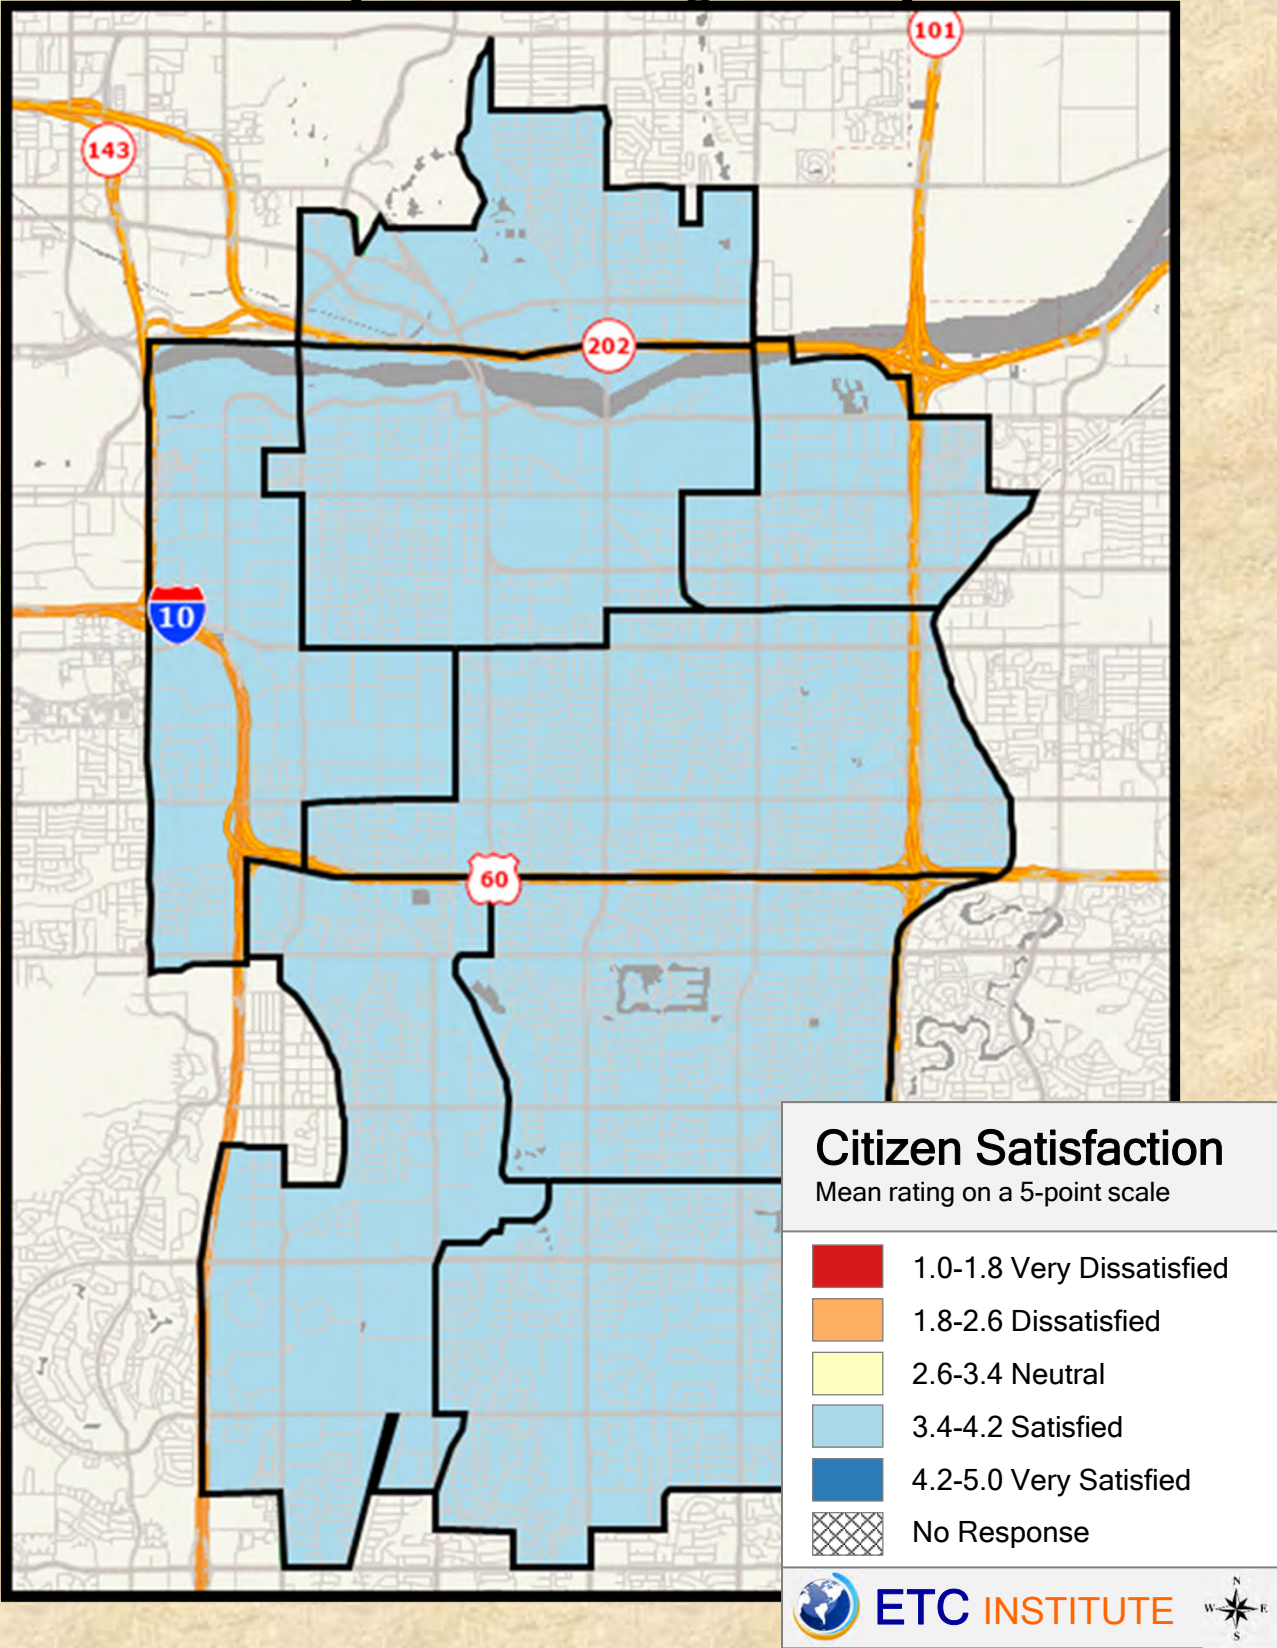 101
143
202
10
60
Citizen Satisfaction
Mean rating on a 5-point scale
1.0-1.8 Very Dissatisfied
1.8-2.6 Dissatisfied
2.6-3.4 Neutral
3.4-4.2 Satisfied
4.2-5.0 Very Satisfied
No Response
ETC INSTITUTE
N
W E
S